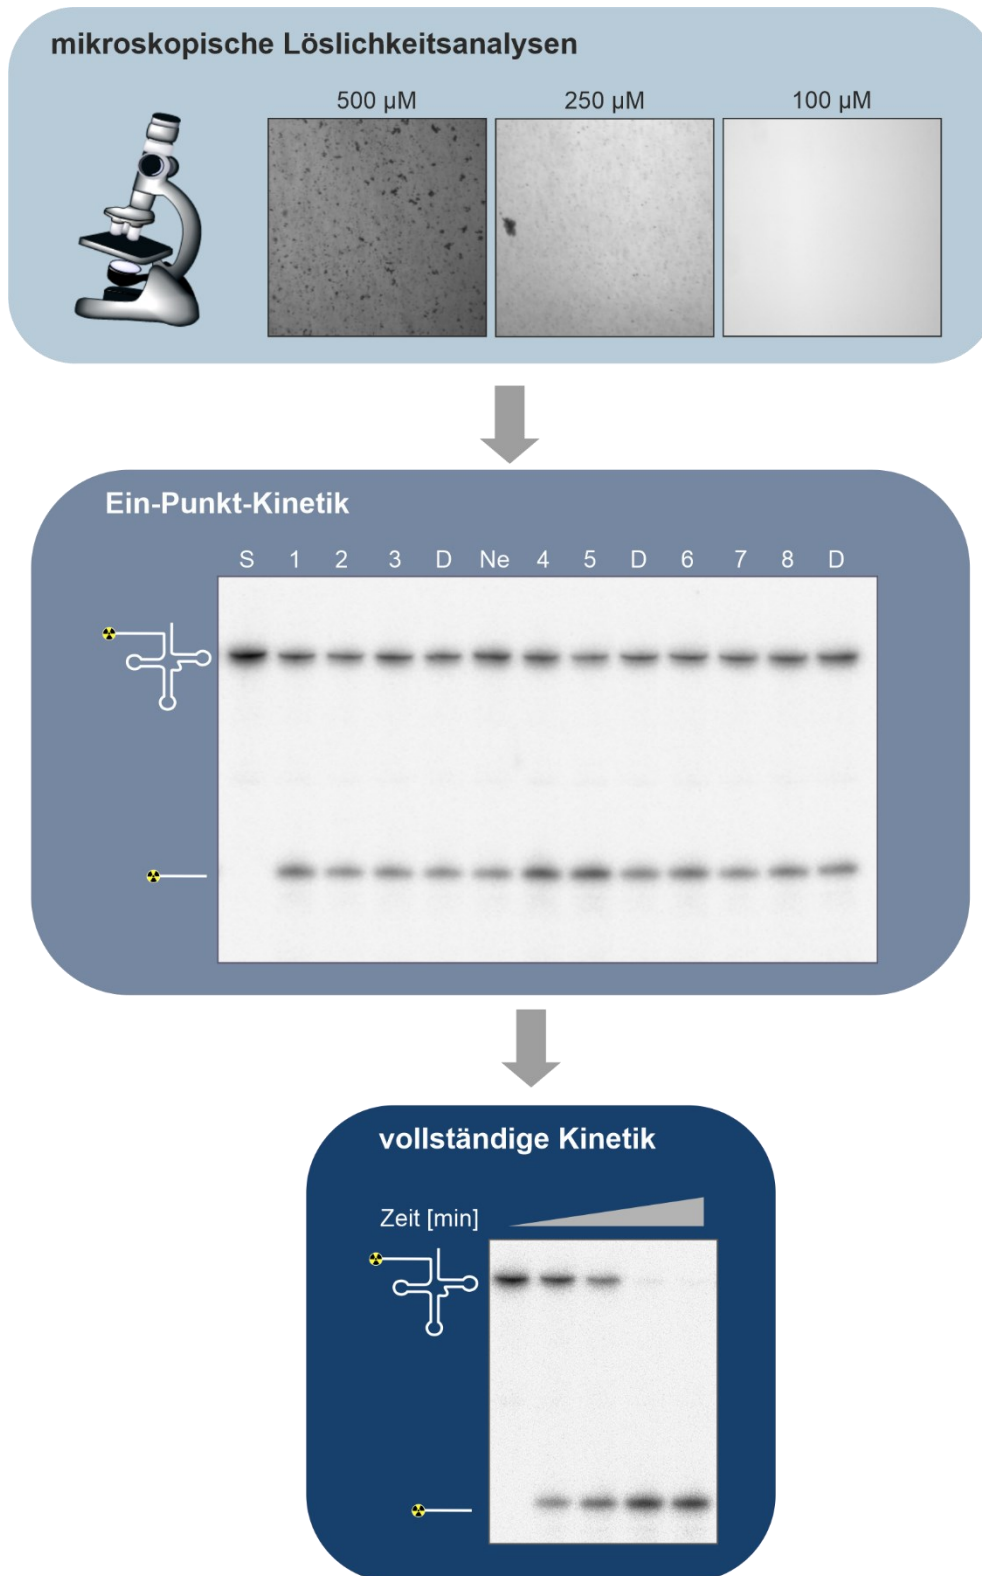 mikroskopische Löslichkeitsanalysen
500 µM 250 µM 100 µM
Ein-Punkt-Kinetik
S 1 2 3 D Ne 4 5 D 6 7 8 D
vollständige Kinetik
Zeit [min]